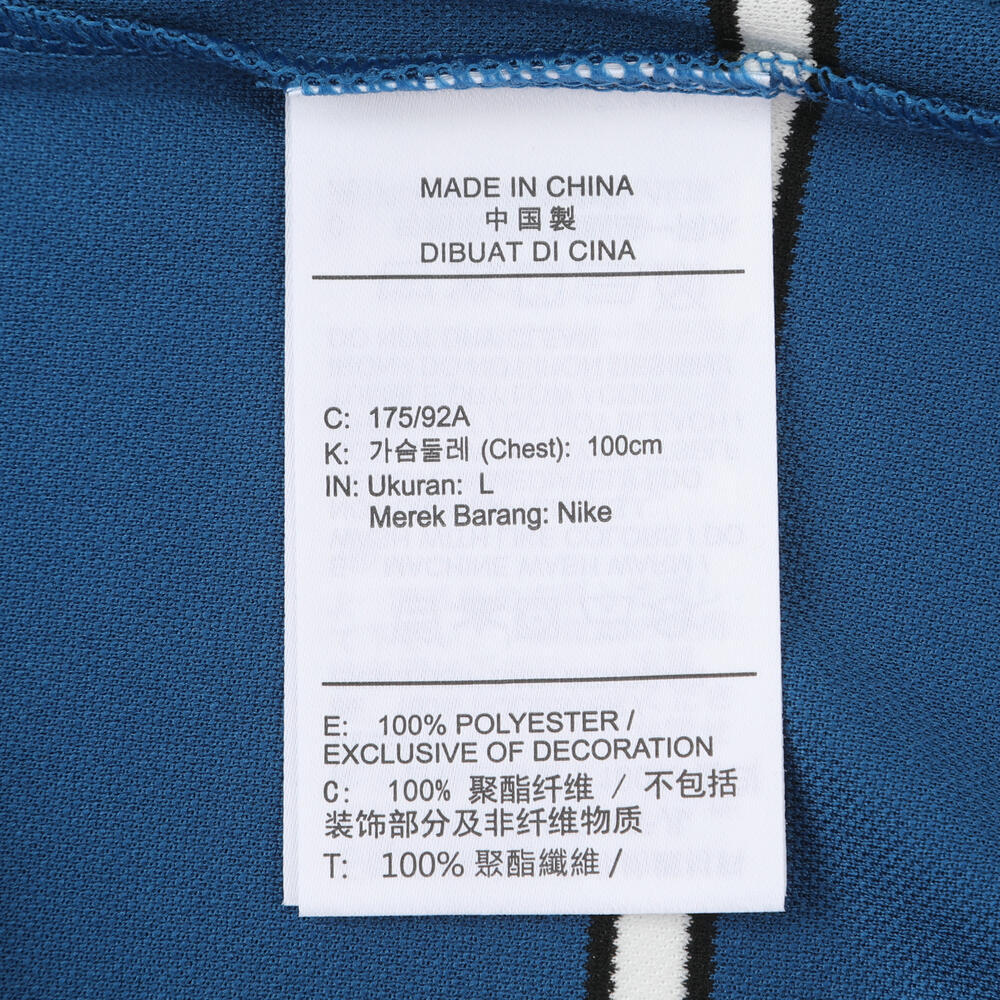 MADE IN CHINA
中国製
DIBUAT DI CINA
C: 175/92A
K: 가슴둘레 (Chest): 100cm
IN: Ukuran: L
Merek Barang: Nike
E: 100% POLYESTER /
EXCLUSIVE OF DECORATION
C: 100% 聚酯纤维 / 不包括
装饰部分及非纤维物质
T: 100% 聚酯纖維 /